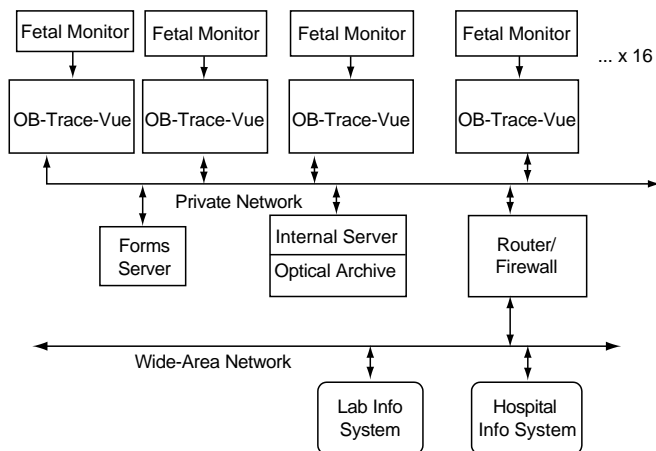 Fetal Monitor
Fetal Monitor
Fetal Monitor
Fetal Monitor
... x 16
OB-Trace-Vue
OB-Trace-Vue
OB-Trace-Vue
OB-Trace-Vue
Private Network
Forms
Server
Internal Server
Optical Archive
Router/
Firewall
Wide-Area Network
Lab Info
System
Hospital
Info System